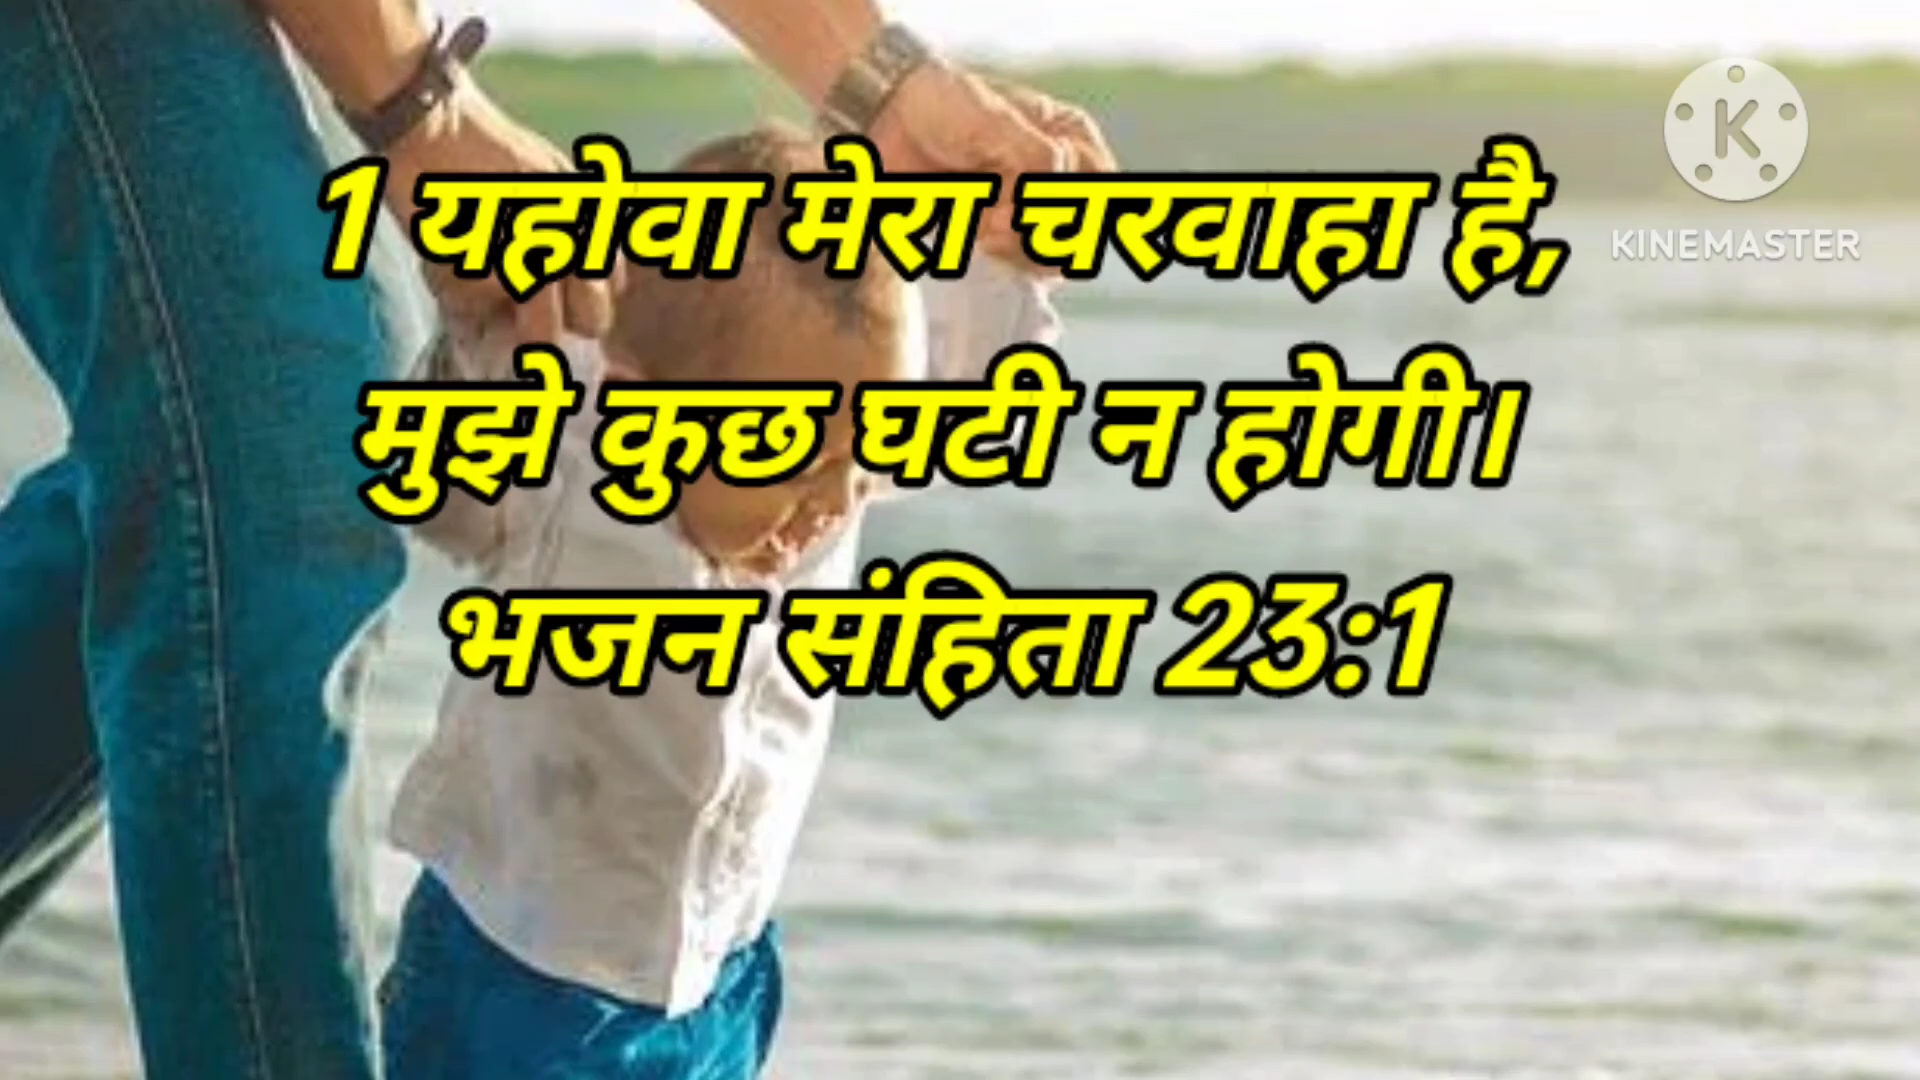 1 यहोवा मेरा चरवाहा है,
मुझे कुछ घटी न होगी।
भजन संहिता 23:1
K
KINEMASTER